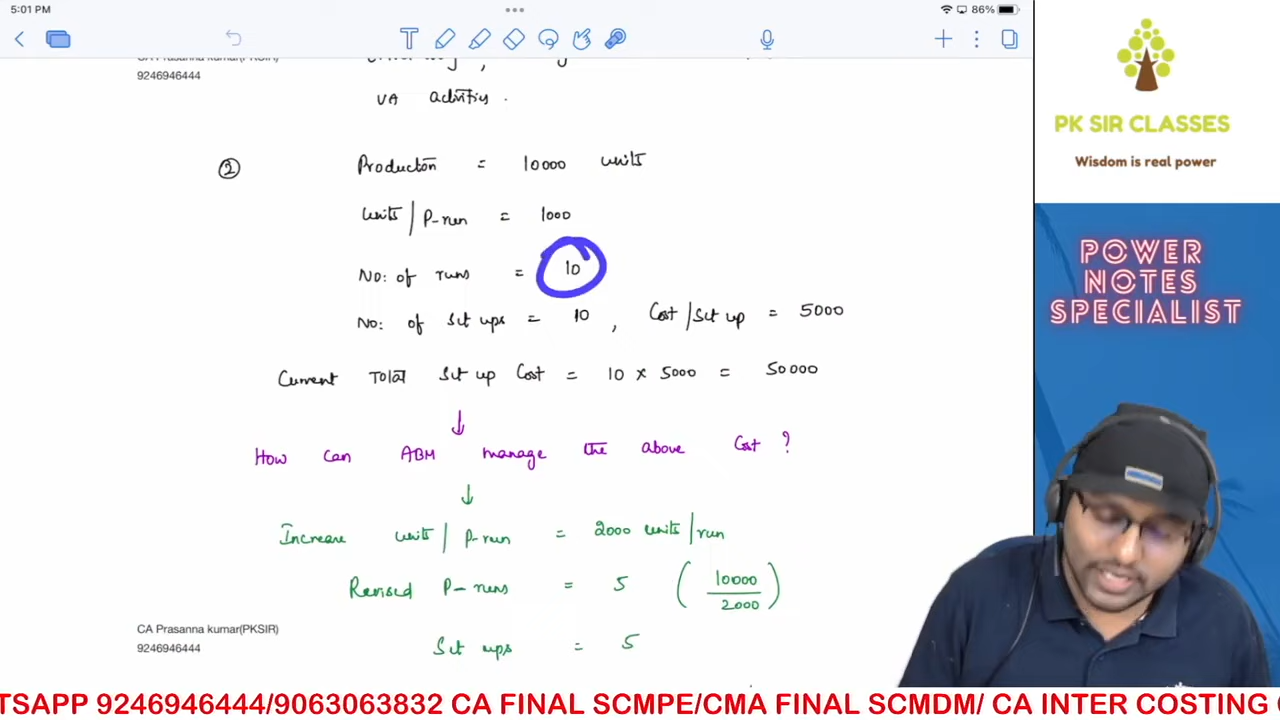 5:01 PM
86%
CA Prasanna kumar(PKSIR)
9246946444
VA activities .
② Production = 10000 units
units/P-run = 1000
No: of runs = 10
No: of Set ups = 10 , Cost/Set up = 5000
Current Total Set up Cost = 10 x 5000 = 50000
↓
How can ABM manage the above Cost ?
↓
Increase units/P-run = 2000 units/run
Revised P-runs = 5 (10000/2000)
Set ups = 5
CA Prasanna kumar(PKSIR)
9246946444
PK SIR CLASSES
Wisdom is real power
POWER
NOTES
SPECIALIST
TSAPP 9246946444/9063063832 CA FINAL SCMPE/CMA FINAL SCMDM/ CA INTER COSTING